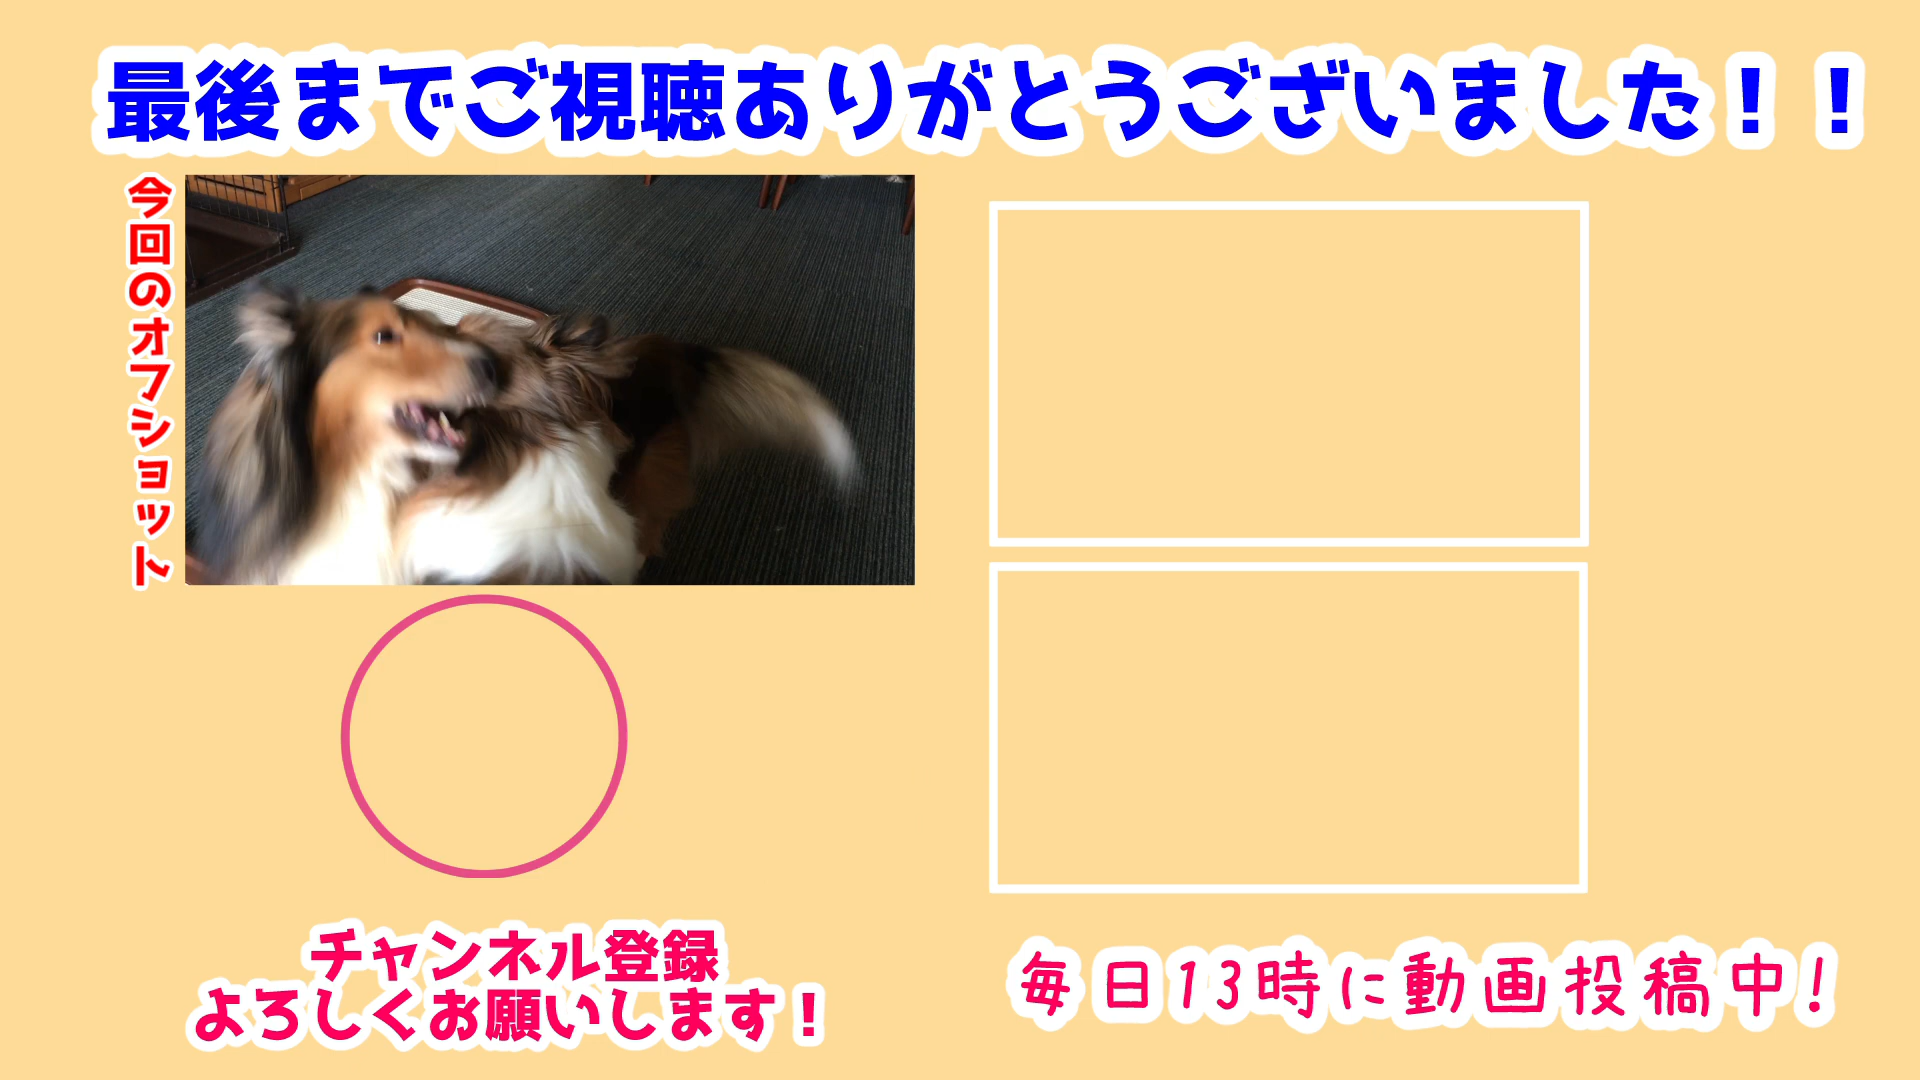 最後までご視聴ありがとうございました！！
今回のオフショット
チャンネル登録
よろしくお願いします！
毎日13時に動画投稿中！